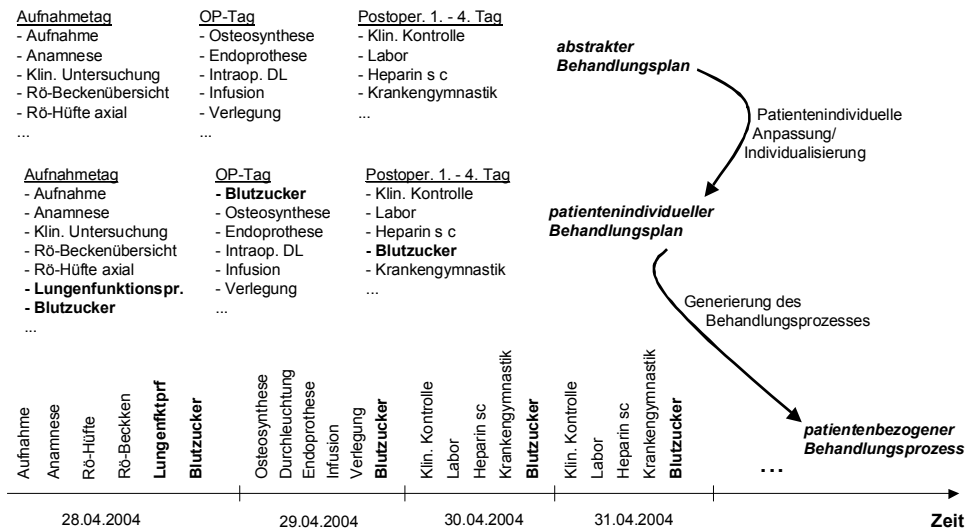 Aufnahmetag
- Aufnahme
- Anamnese
- Klin. Untersuchung
- Rö-Beckenübersicht
- Rö-Hüfte axial
...
OP-Tag
- Osteosynthese
- Endoprothese
- Intraop. DL
- Infusion
- Verlegung
...
Postoper. 1. - 4. Tag
- Klin. Kontrolle
- Labor
- Heparin s c
- Krankengymnastik
...
abstrakter
Behandlungsplan
Patientenindividuelle
Anpassung/
Individualisierung
Aufnahmetag
- Aufnahme
- Anamnese
- Klin. Untersuchung
- Rö-Beckenübersicht
- Rö-Hüfte axial
- Lungenfunktionspr.
- Blutzucker
...
OP-Tag
- Blutzucker
- Osteosynthese
- Endoprothese
- Intraop. DL
- Infusion
- Verlegung
...
Postoper. 1. - 4. Tag
- Klin. Kontrolle
- Labor
- Heparin s c
- Blutzucker
- Krankengymnastik
...
patientenindividueller
Behandlungsplan
Generierung des
Behandlungsprozesses
Aufnahme
Anamnese
Rö-Hüfte
Rö-Beckken
Lungenfktprf
Blutzucker
Osteosynthese
Durchleuchtung
Endoprothese
Infusion
Verlegung
Blutzucker
Klin. Kontrolle
Labor
Heparin sc
Krankengymnastik
Blutzucker
Klin. Kontrolle
Labor
Heparin sc
Krankengymnastik
Blutzucker
...
patientenbezogener
Behandlungsprozess
28.04.2004
29.04.2004
30.04.2004
31.04.2004
Zeit